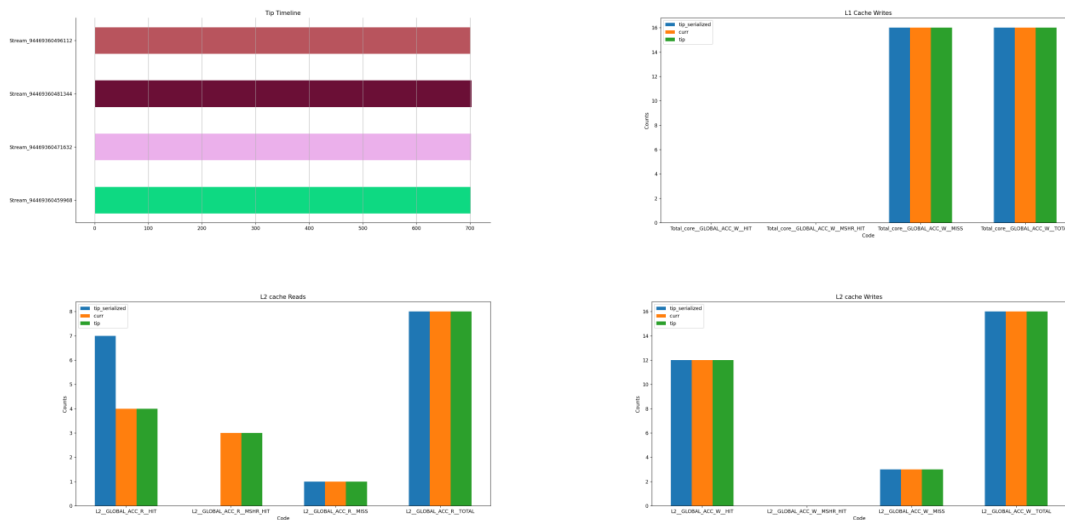 Tip Timeline
Stream_94469360496112
Stream_94469360481344
Stream_94469360471632
Stream_94469360459968
0 100 200 300 400 500 600 700
L1 Cache Writes
tip_serialized
curr
tip
Counts
16
14
12
10
8
6
4
2
0
Total_core__GLOBAL_ACC_W__HIT Total_core__GLOBAL_ACC_W__MSHR_HIT Total_core__GLOBAL_ACC_W__MISS Total_core__GLOBAL_ACC_W__TOTAL
Code
L2 cache Reads
tip_serialized
curr
tip
Counts
8
7
6
5
4
3
2
1
0
L2__GLOBAL_ACC_R__HIT L2__GLOBAL_ACC_R__MSHR_HIT L2__GLOBAL_ACC_R__MISS L2__GLOBAL_ACC_R__TOTAL
Code
L2 cache Writes
tip_serialized
curr
tip
Counts
16
14
12
10
8
6
4
2
0
L2__GLOBAL_ACC_W__HIT L2__GLOBAL_ACC_W__MSHR_HIT L2__GLOBAL_ACC_W__MISS L2__GLOBAL_ACC_W__TOTAL
Code